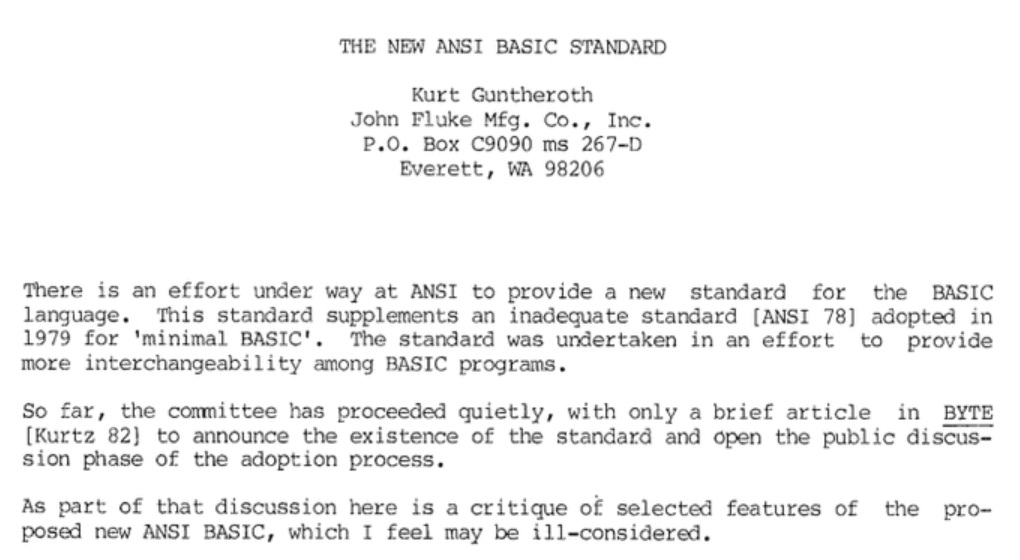 THE NEW ANSI BASIC STANDARD
Kurt Guntheroth
John Fluke Mfg. Co., Inc.
P.O. Box C9090 ms 267-D
Everett, WA 98206
There is an effort under way at ANSI to provide a new standard for the BASIC
language. This standard supplements an inadequate standard [ANSI 78] adopted in
1979 for 'minimal BASIC'. The standard was undertaken in an effort to provide
more interchangeability among BASIC programs.
So far, the committee has proceeded quietly, with only a brief article in BYTE
[Kurtz 82] to announce the existence of the standard and open the public discus-
sion phase of the adoption process.
As part of that discussion here is a critique of selected features of the pro-
posed new ANSI BASIC, which I feel may be ill-considered.